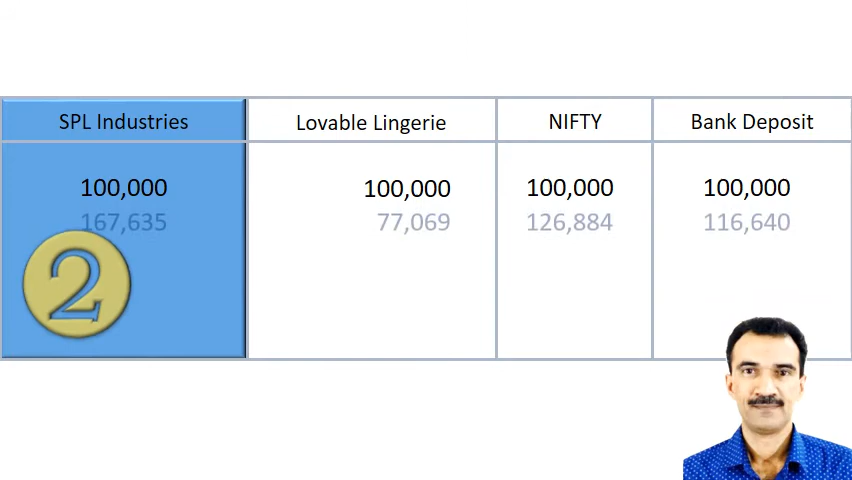 SPL Industries Lovable Lingerie NIFTY Bank Deposit
100,000 100,000 100,000 100,000
167,635 77,069 126,884 116,640
2